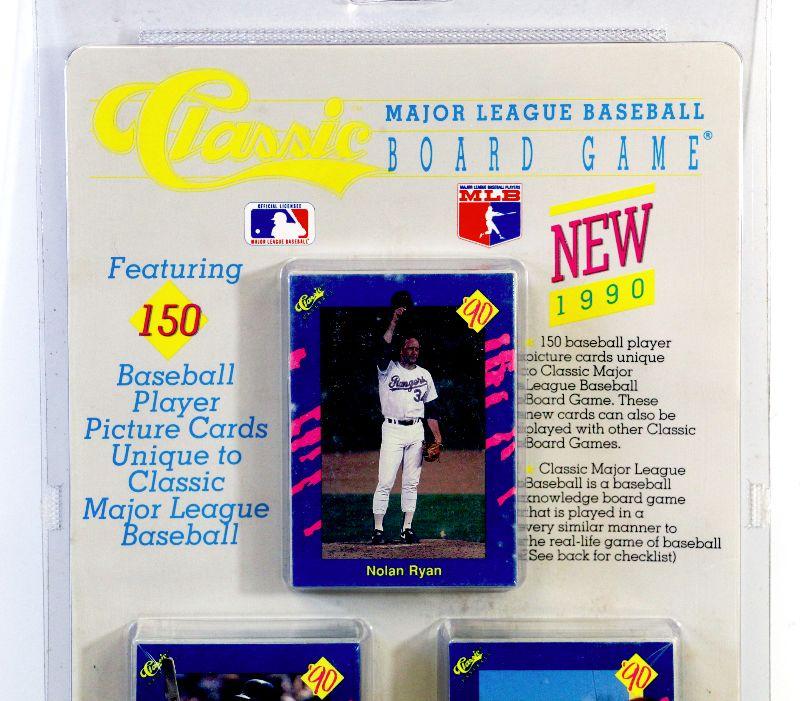 Classic
MAJOR LEAGUE BASEBALL
BOARD GAME®
OFFICIAL LICENSEE
MAJOR LEAGUE BASEBALL
MAJOR LEAGUE BASEBALL PLAYERS
MLB
NEW
1990
Featuring
150
Baseball
Player
Picture Cards
Unique to
Classic
Major League
Baseball
Classic
'90
Rangers
34
Nolan Ryan
150 baseball player
picture cards unique
to Classic Major
League Baseball
Board Game. These
new cards can also be
played with other Classic
Board Games.
Classic Major League
Baseball is a baseball
knowledge board game
that is played in a
very similar manner to
the real-life game of baseball
(See back for checklist)
Classic
'90
Classic
'90